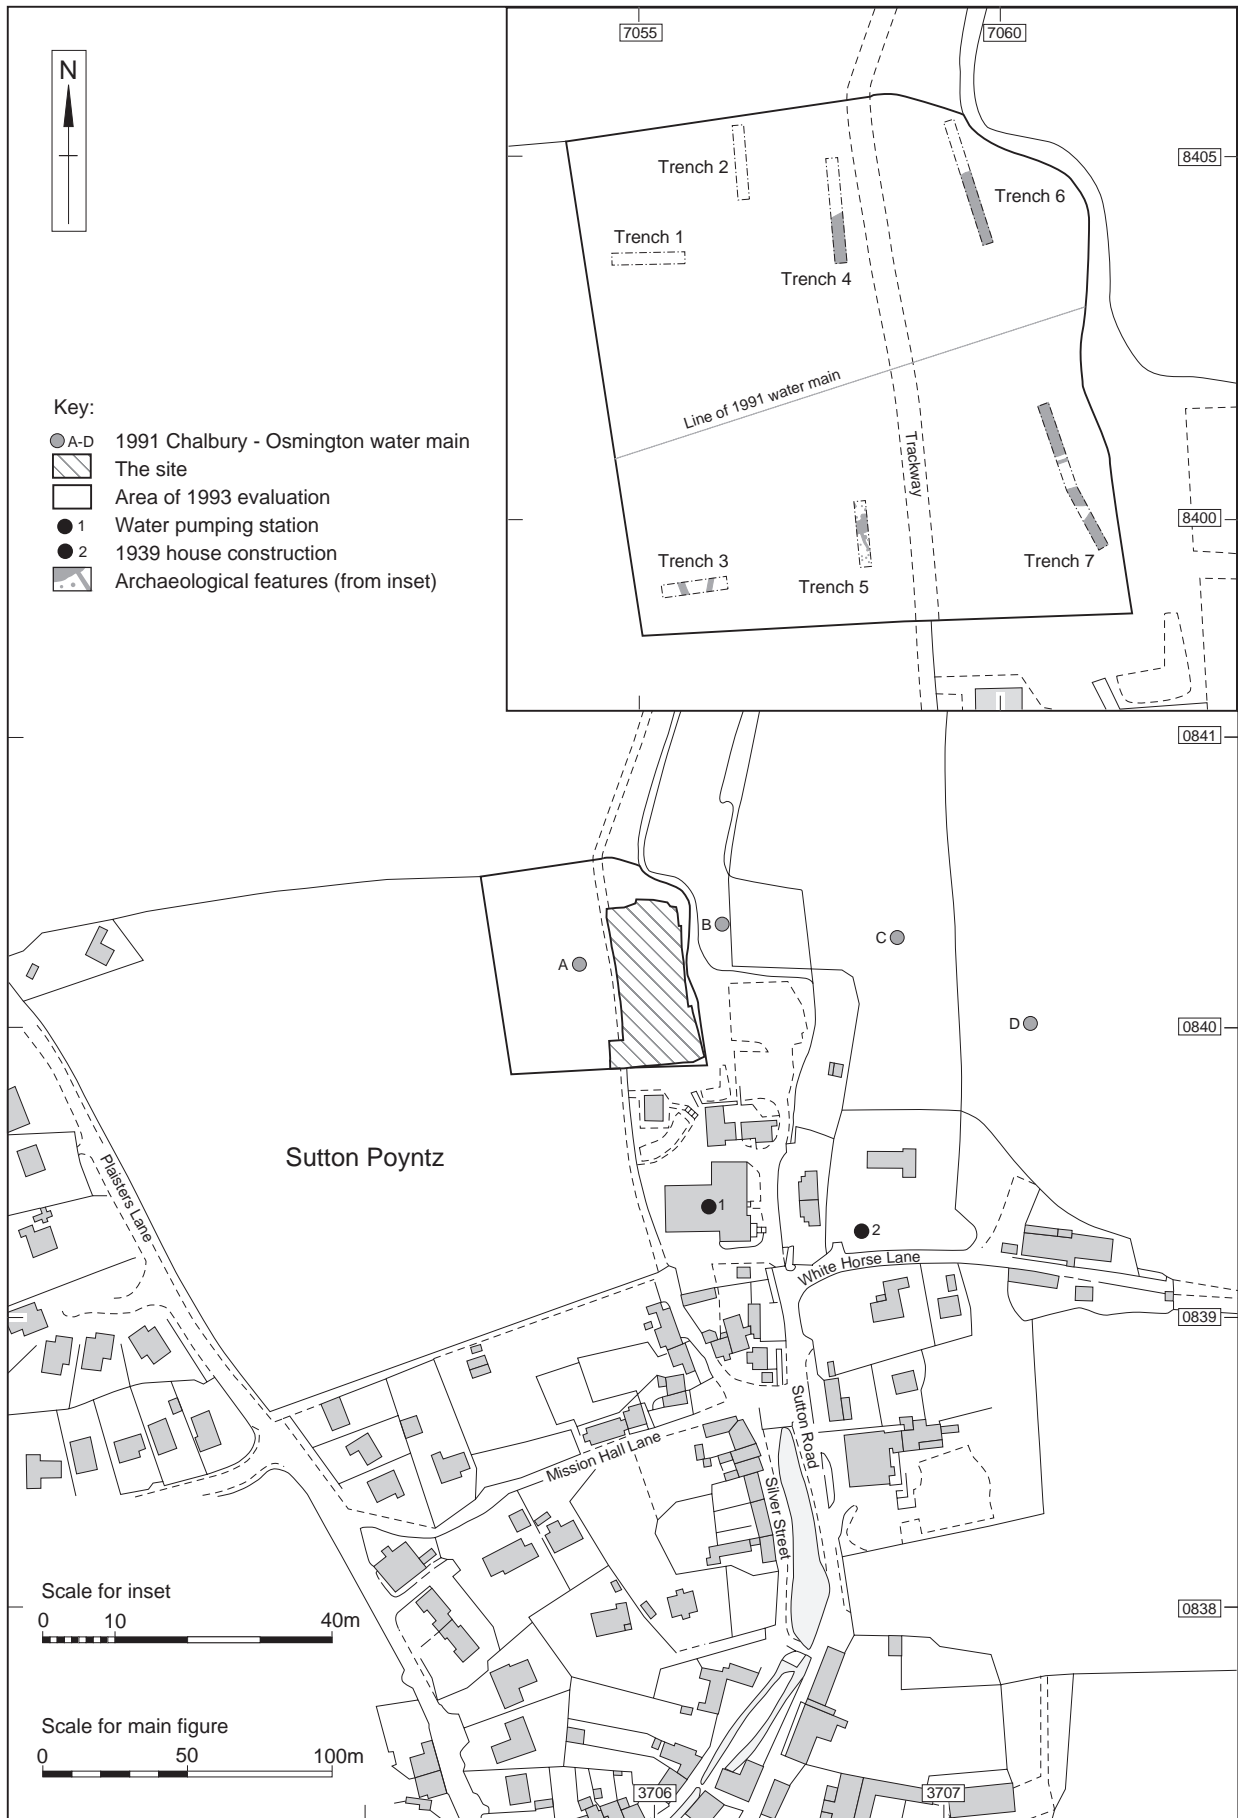 N
7055
7060
8405
8400
Trench 2
Trench 6
Trench 1
Trench 4
Line of 1991 water main
Trackway
Trench 3
Trench 5
Trench 7
Key:
A-D 1991 Chalbury - Osmington water main
The site
Area of 1993 evaluation
1 Water pumping station
2 1939 house construction
Archaeological features (from inset)
0841
B
C
A
D
0840
Sutton Poyntz
Plaisters Lane
1
2
White Horse Lane
0839
Sutton Road
Mission Hall Lane
Silver Street
Scale for inset
0 10 40m
0838
Scale for main figure
0 50 100m
3706
3707